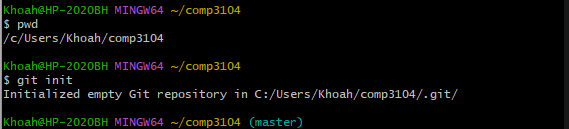 Khoah@HP-2020BH MINGW64 ~/comp3104
$ pwd
/c/Users/Khoah/comp3104
Khoah@HP-2020BH MINGW64 ~/comp3104
$ git init
Initialized empty Git repository in C:/Users/Khoah/comp3104/.git/
Khoah@HP-2020BH MINGW64 ~/comp3104 (master)